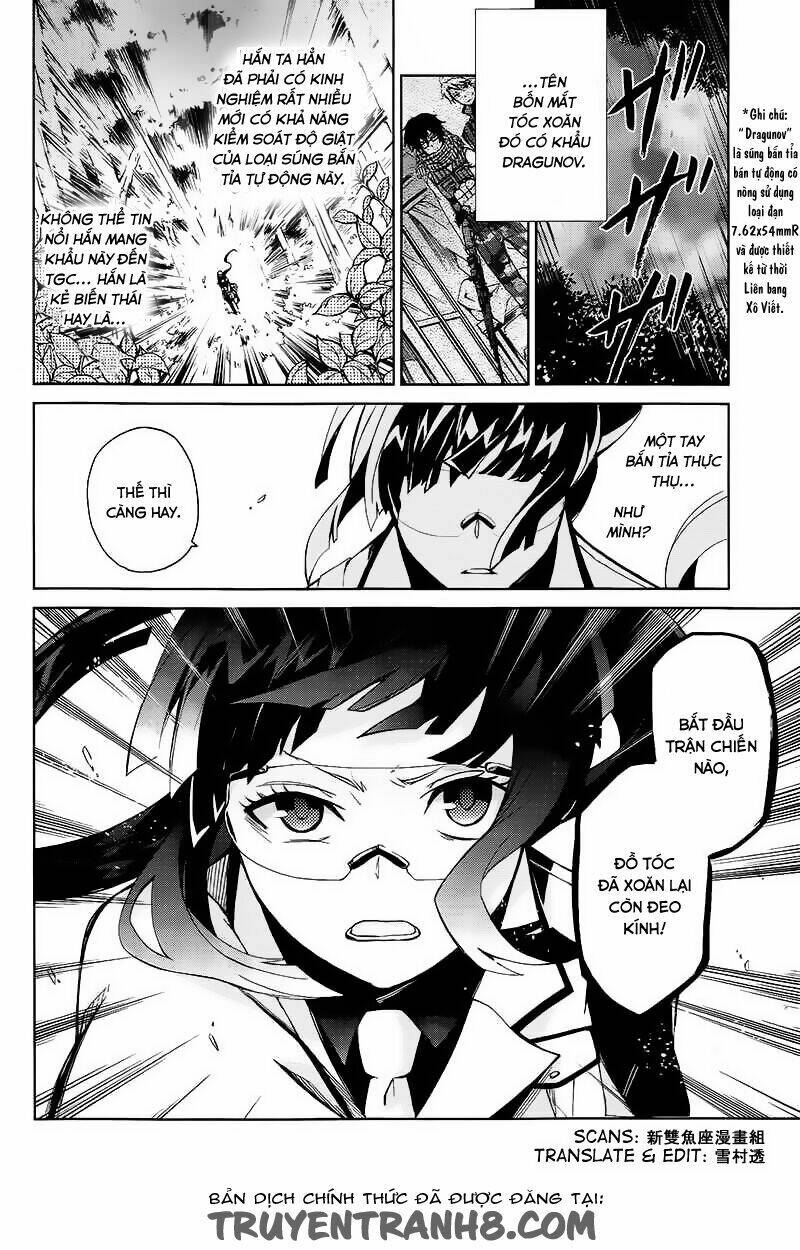 ...TÊN
BỐN MẮT
TÓC XOĂN
ĐÓ CÓ KHẨU
DRAGUNOV.
*Ghi chú:
"Dragunov"
là súng bắn tỉa
bán tự động có
nòng sử dụng
loại đạn
7.62x54mmR
và được thiết
kế từ thời
Liên bang
Xô Viết.
HẮN TA HẲN
ĐÃ PHẢI CÓ KINH
NGHIỆM RẤT NHIỀU
MỚI CÓ KHẢ NĂNG
KIỂM SOÁT ĐỘ GIẬT
CỦA LOẠI SÚNG BẮN
TỈA TỰ ĐỘNG NÀY.
KHÔNG THỂ TIN
NỔI HẮN MANG
KHẨU NÀY ĐẾN
TGC... HẮN LÀ
KẺ BIẾN THÁI
HAY LÀ...
ザザザ
MỘT TAY
BẮN TỈA THỰC
THỤ...
NHƯ
MÌNH?
THẾ THÌ
CÀNG HAY.
BẮT ĐẦU
TRẬN CHIẾN
NÀO,
ĐỒ TÓC
ĐÃ XOĂN LẠI
CÒN ĐEO
KÍNH!
SCANS: 新雙魚座漫畫組
TRANSLATE & EDIT: 雪村透
BẢN DỊCH CHÍNH THỨC ĐÃ ĐƯỢC ĐĂNG TẠI:
TRUYENTRANH8.COM